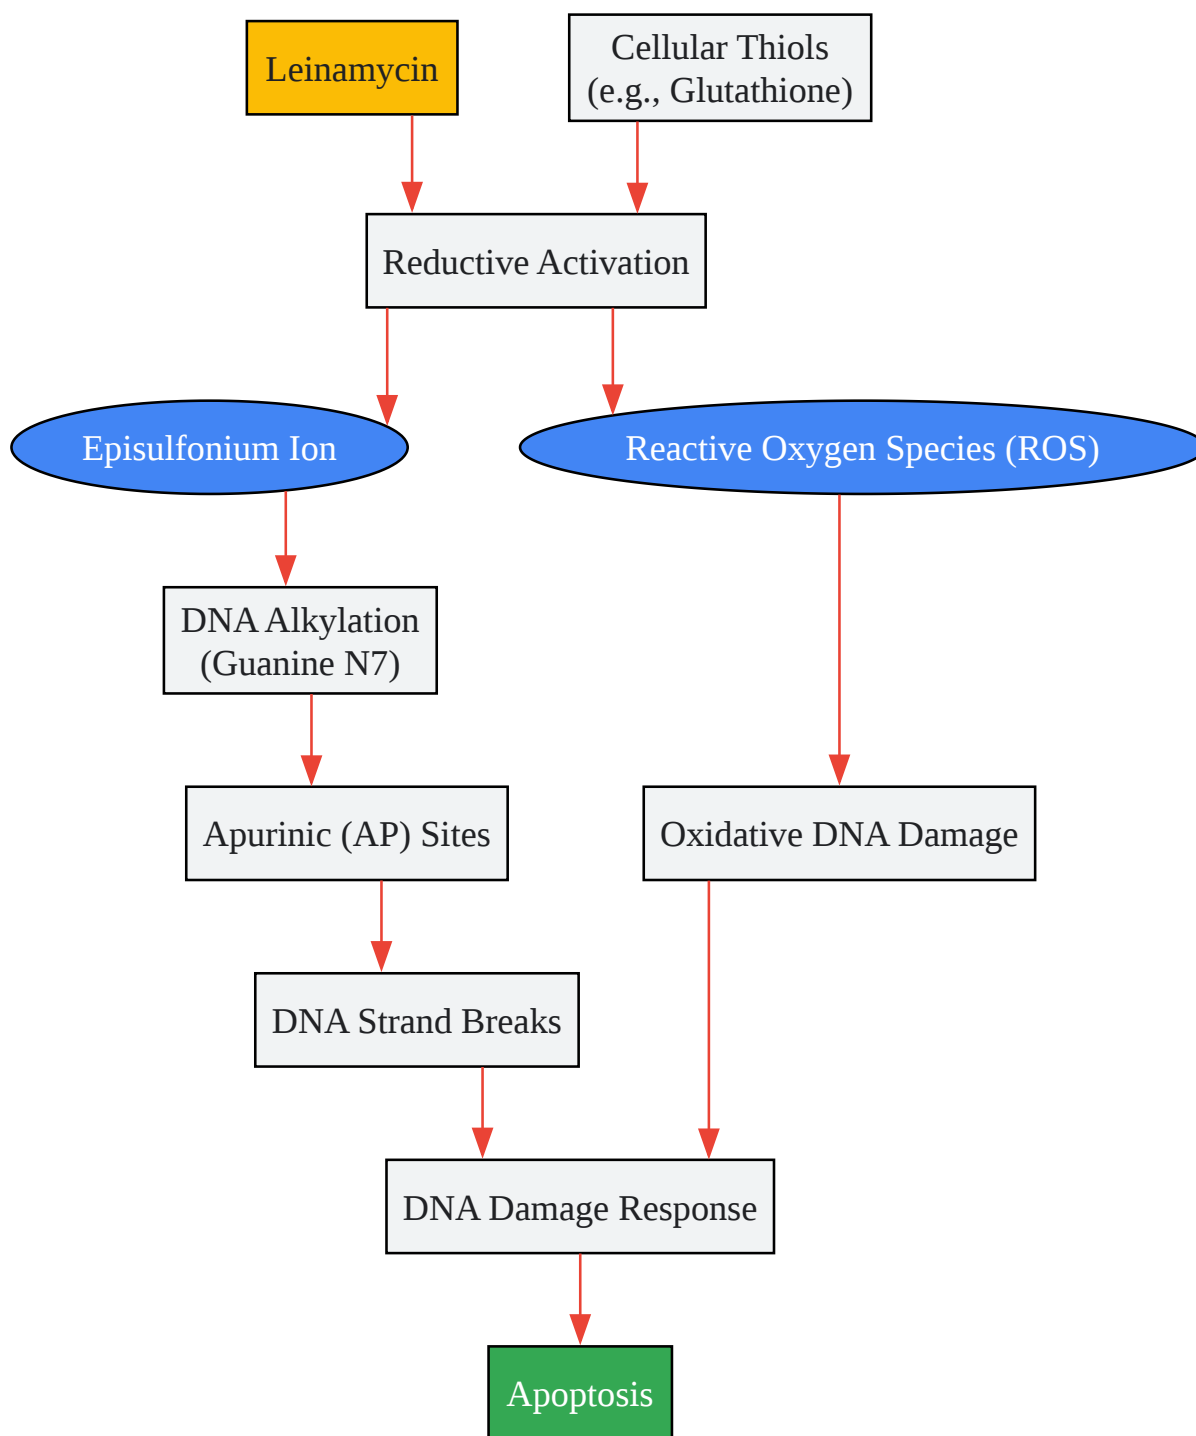 Leinamycin
Cellular Thiols
(e.g., Glutathione)
Reductive Activation
Episulfonium Ion
Reactive Oxygen Species (ROS)
DNA Alkylation
(Guanine N7)
Apurinic (AP) Sites
Oxidative DNA Damage
DNA Strand Breaks
DNA Damage Response
Apoptosis